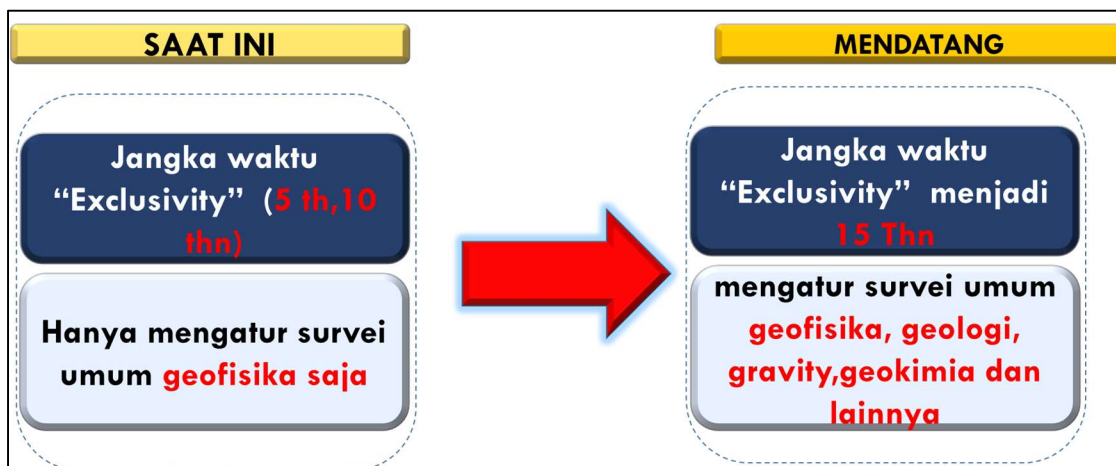 SAAT INI
Jangka waktu
“Exclusivity” (5 th,10
thn)
Hanya mengatur survei
umum geofisika saja
MENDATANG
Jangka waktu
“Exclusivity” menjadi
15 Thn
mengatur survei umum
geofisika, geologi,
gravity,geokimia dan
lainnya